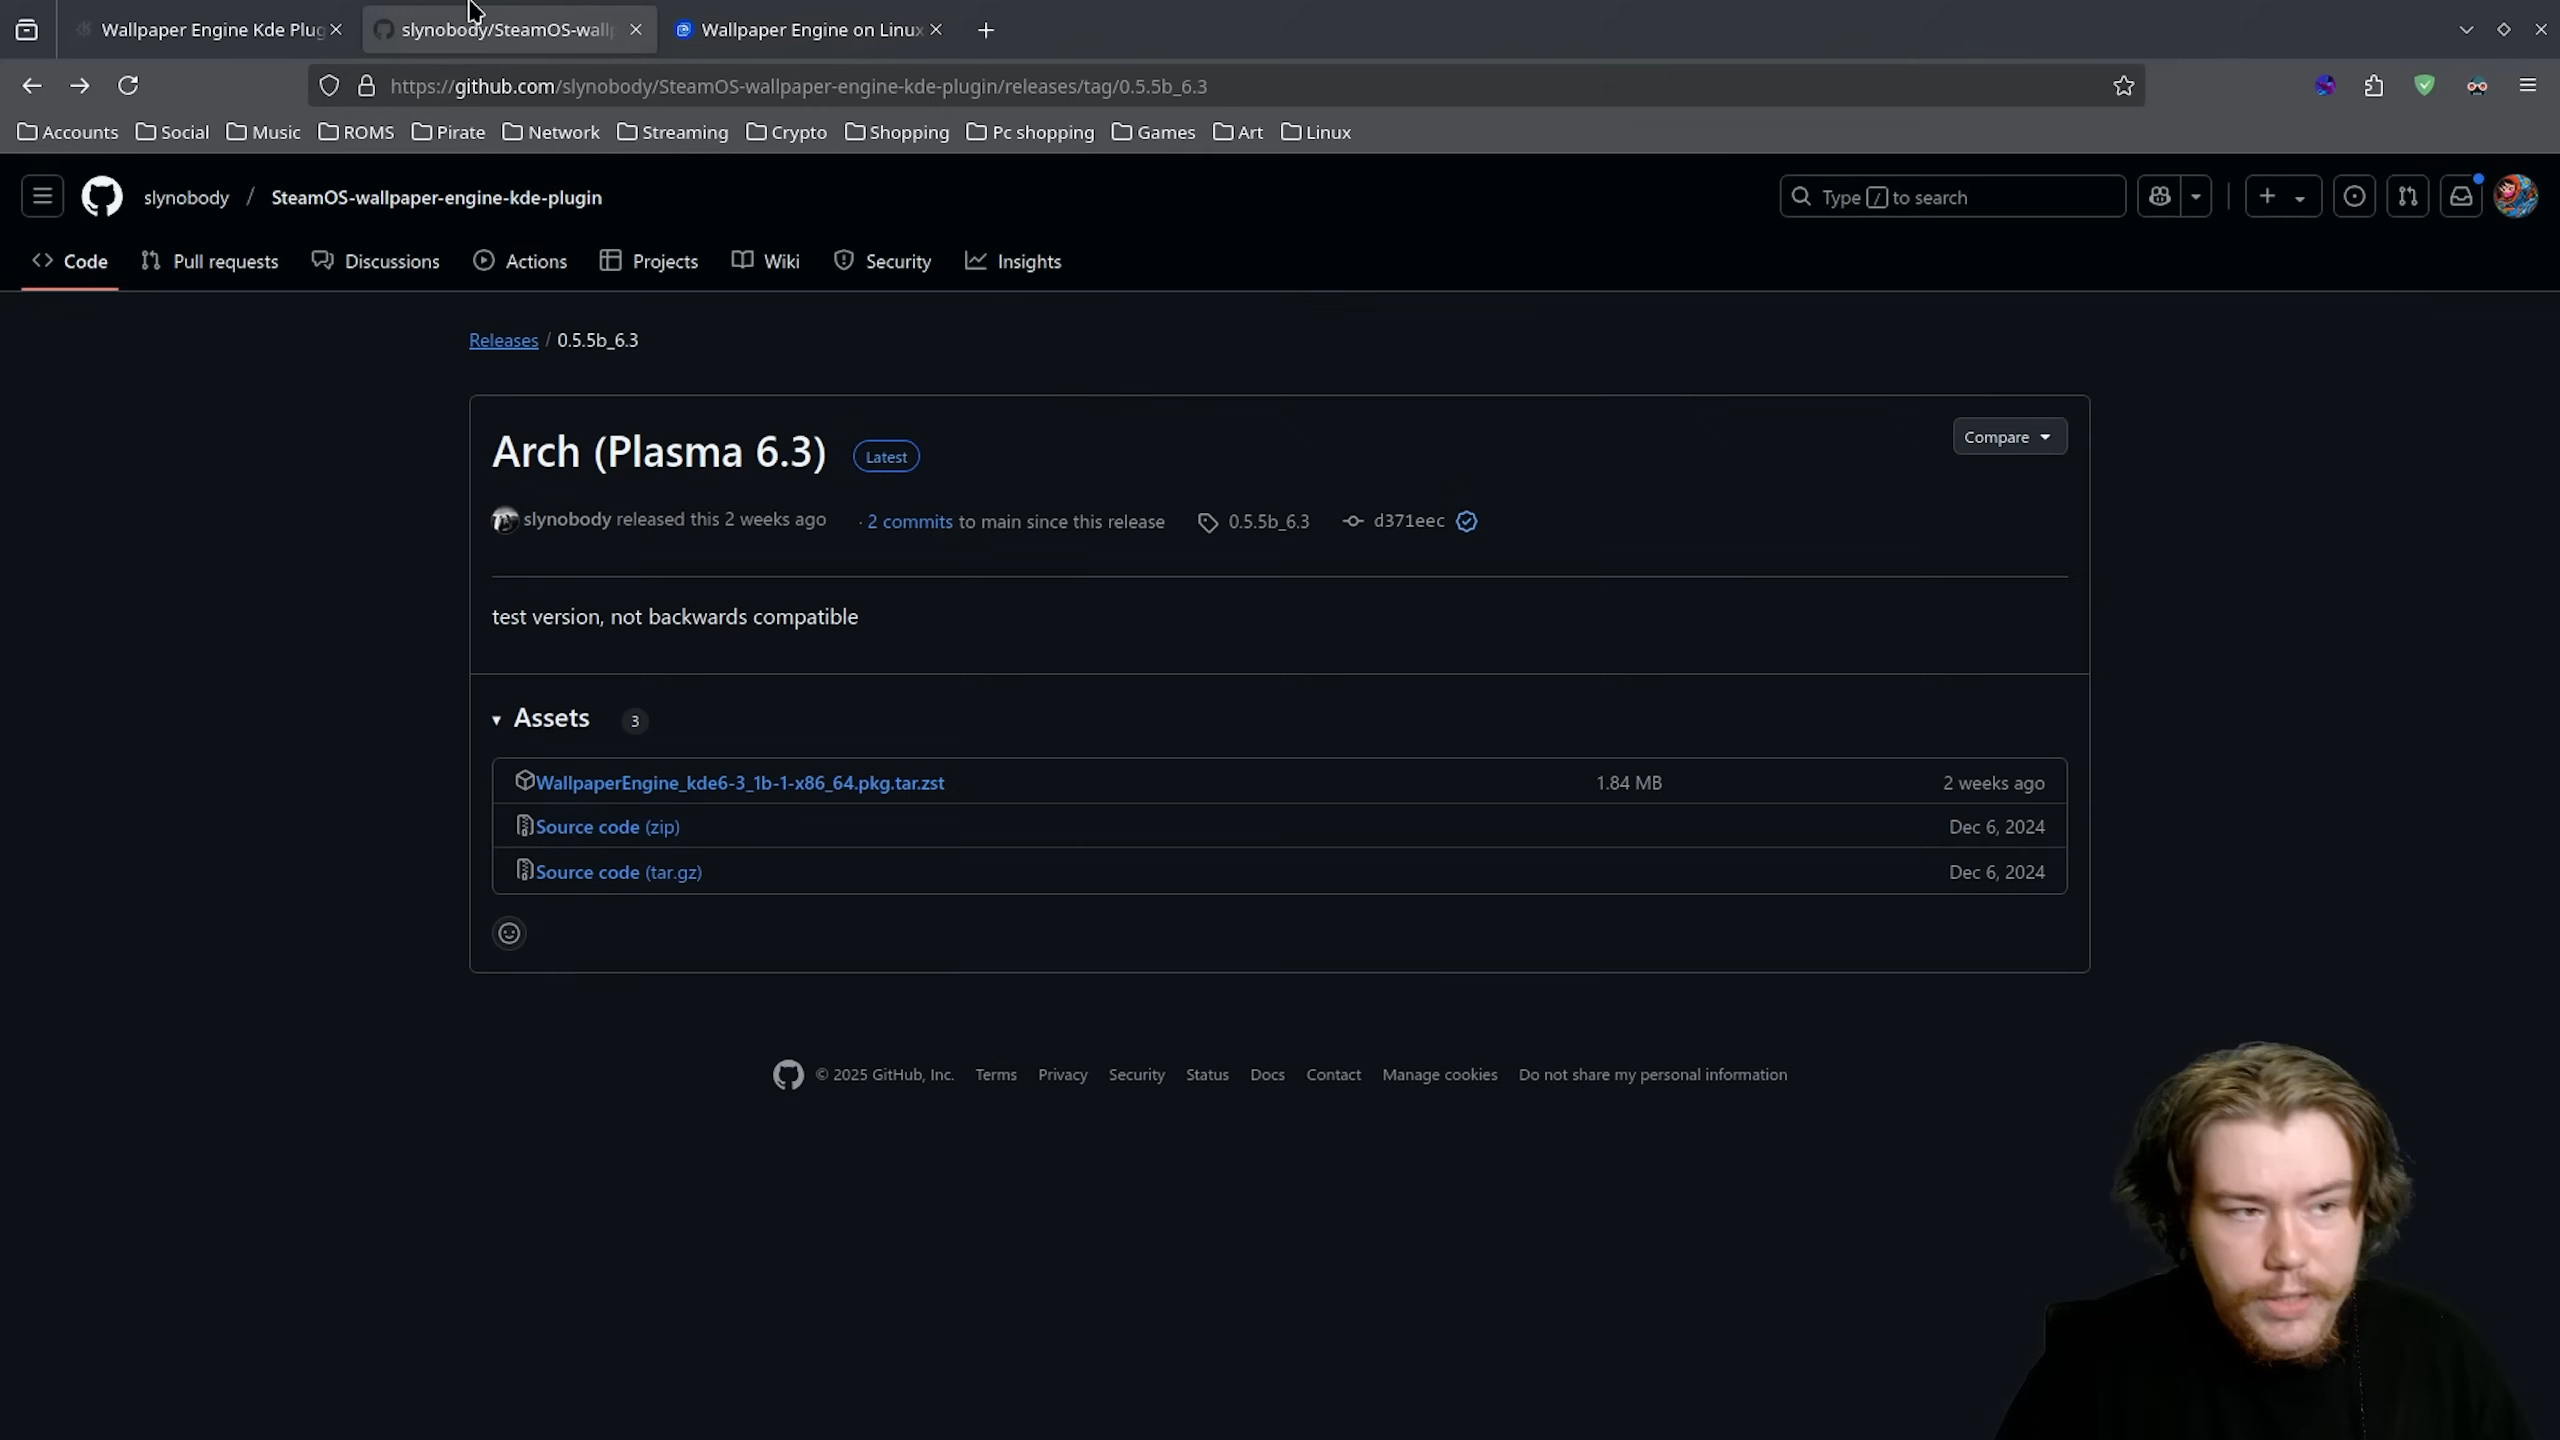 Wallpaper Engine Kde Plug
slynobody/SteamOS-wall
Wallpaper Engine on Linux
https://github.com/slynobody/SteamOS-wallpaper-engine-kde-plugin/releases/tag/0.5.5b_6.3
Accounts Social Music ROMS Pirate Network Streaming Crypto Shopping Pc shopping Games Art Linux
slynobody / SteamOS-wallpaper-engine-kde-plugin
Type / to search
Code Pull requests Discussions Actions Projects Wiki Security Insights
Releases / 0.5.5b_6.3
Arch (Plasma 6.3) Latest
Compare
slynobody released this 2 weeks ago · 2 commits to main since this release 0.5.5b_6.3 d371eec
test version, not backwards compatible
Assets 3
WallpaperEngine_kde6-3_1b-1-x86_64.pkg.tar.zst 1.84 MB 2 weeks ago
Source code (zip) Dec 6, 2024
Source code (tar.gz) Dec 6, 2024
© 2025 GitHub, Inc. Terms Privacy Security Status Docs Contact Manage cookies Do not share my personal information